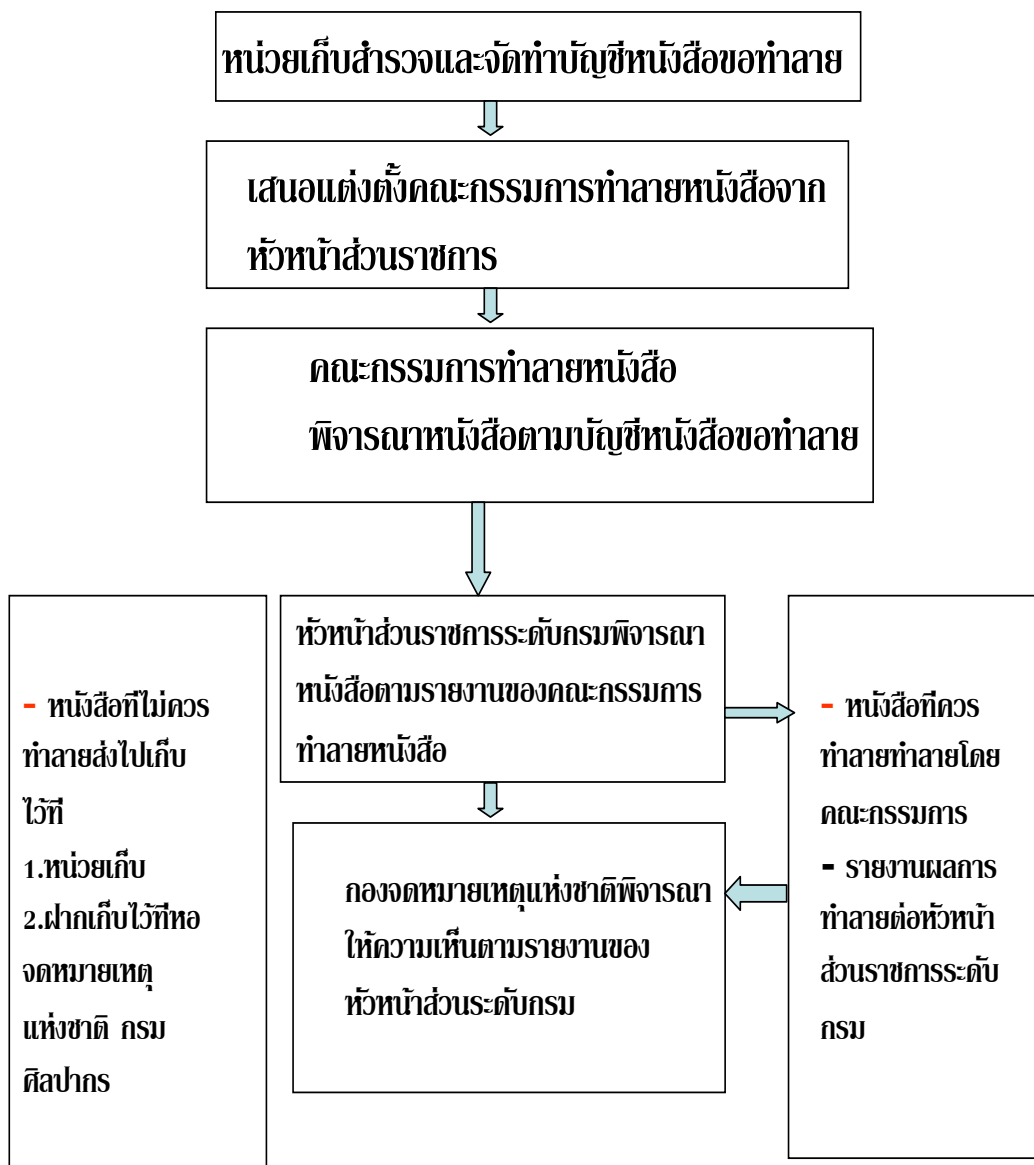 หน่วยเก็บสำรวจและจัดทำบัญชีหนังสือขอทำลาย
เสนอแต่งตั้งคณะกรรมการทำลายหนังสือจาก
หัวหน้าส่วนราชการ
คณะกรรมการทำลายหนังสือ
พิจารณาหนังสือตามบัญชีหนังสือขอทำลาย
- หนังสือที่ไม่ควร
ทำลายส่งไปเก็บ
ไว้ที่
1.หน่วยเก็บ
2.ฝากเก็บไว้ที่หอ
จดหมายเหตุ
แห่งชาติ กรม
ศิลปากร
หัวหน้าส่วนราชการระดับกรมพิจารณา
หนังสือตามรายงานของคณะกรรมการ
ทำลายหนังสือ
กองจดหมายเหตุแห่งชาติพิจารณา
ให้ความเห็นตามรายงานของ
หัวหน้าส่วนระดับกรม
- หนังสือที่ควร
ทำลายทำลายโดย
คณะกรรมการ
- รายงานผลการ
ทำลายต่อหัวหน้า
ส่วนราชการระดับ
กรม